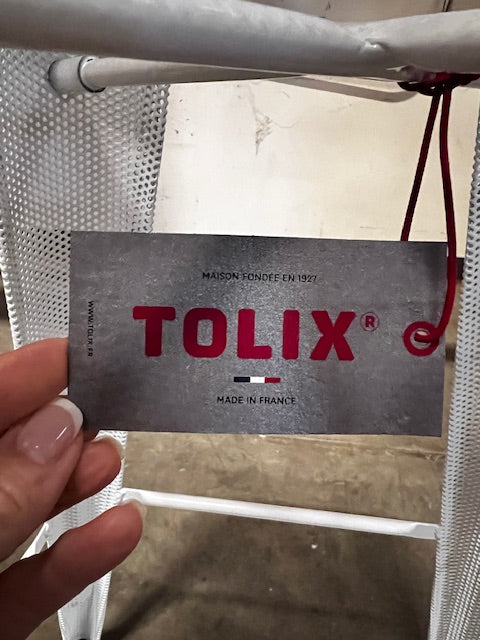 MAISON FONDÉE EN 1927
TOLIX®
MADE IN FRANCE
WWW.TOLIX.FR